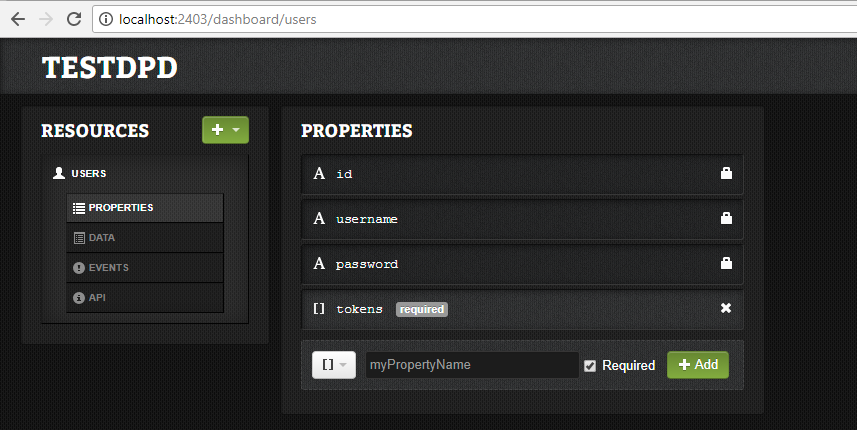 localhost:2403/dashboard/users
TESTDPD
RESOURCES
USERS
PROPERTIES
DATA
EVENTS
API
PROPERTIES
A id
A username
A password
[] tokens required
[] myPropertyName Required Add